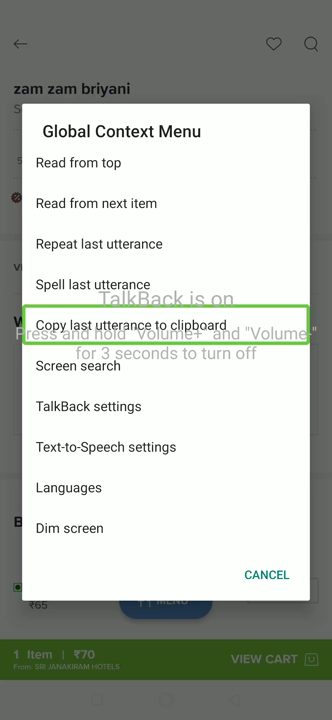 zam zam briyani
Global Context Menu
Read from top
Read from next item
Repeat last utterance
Spell last utterance
TalkBack is on
Copy last utterance to clipboard
Press and hold "Volume+" and "Volume-"
for 3 seconds to turn off
Screen search
TalkBack settings
Text-to-Speech settings
Languages
Dim screen
CANCEL
₹65
MENU
1 Item | ₹70
VIEW CART
From: SRI JANAKIRAM HOTELS